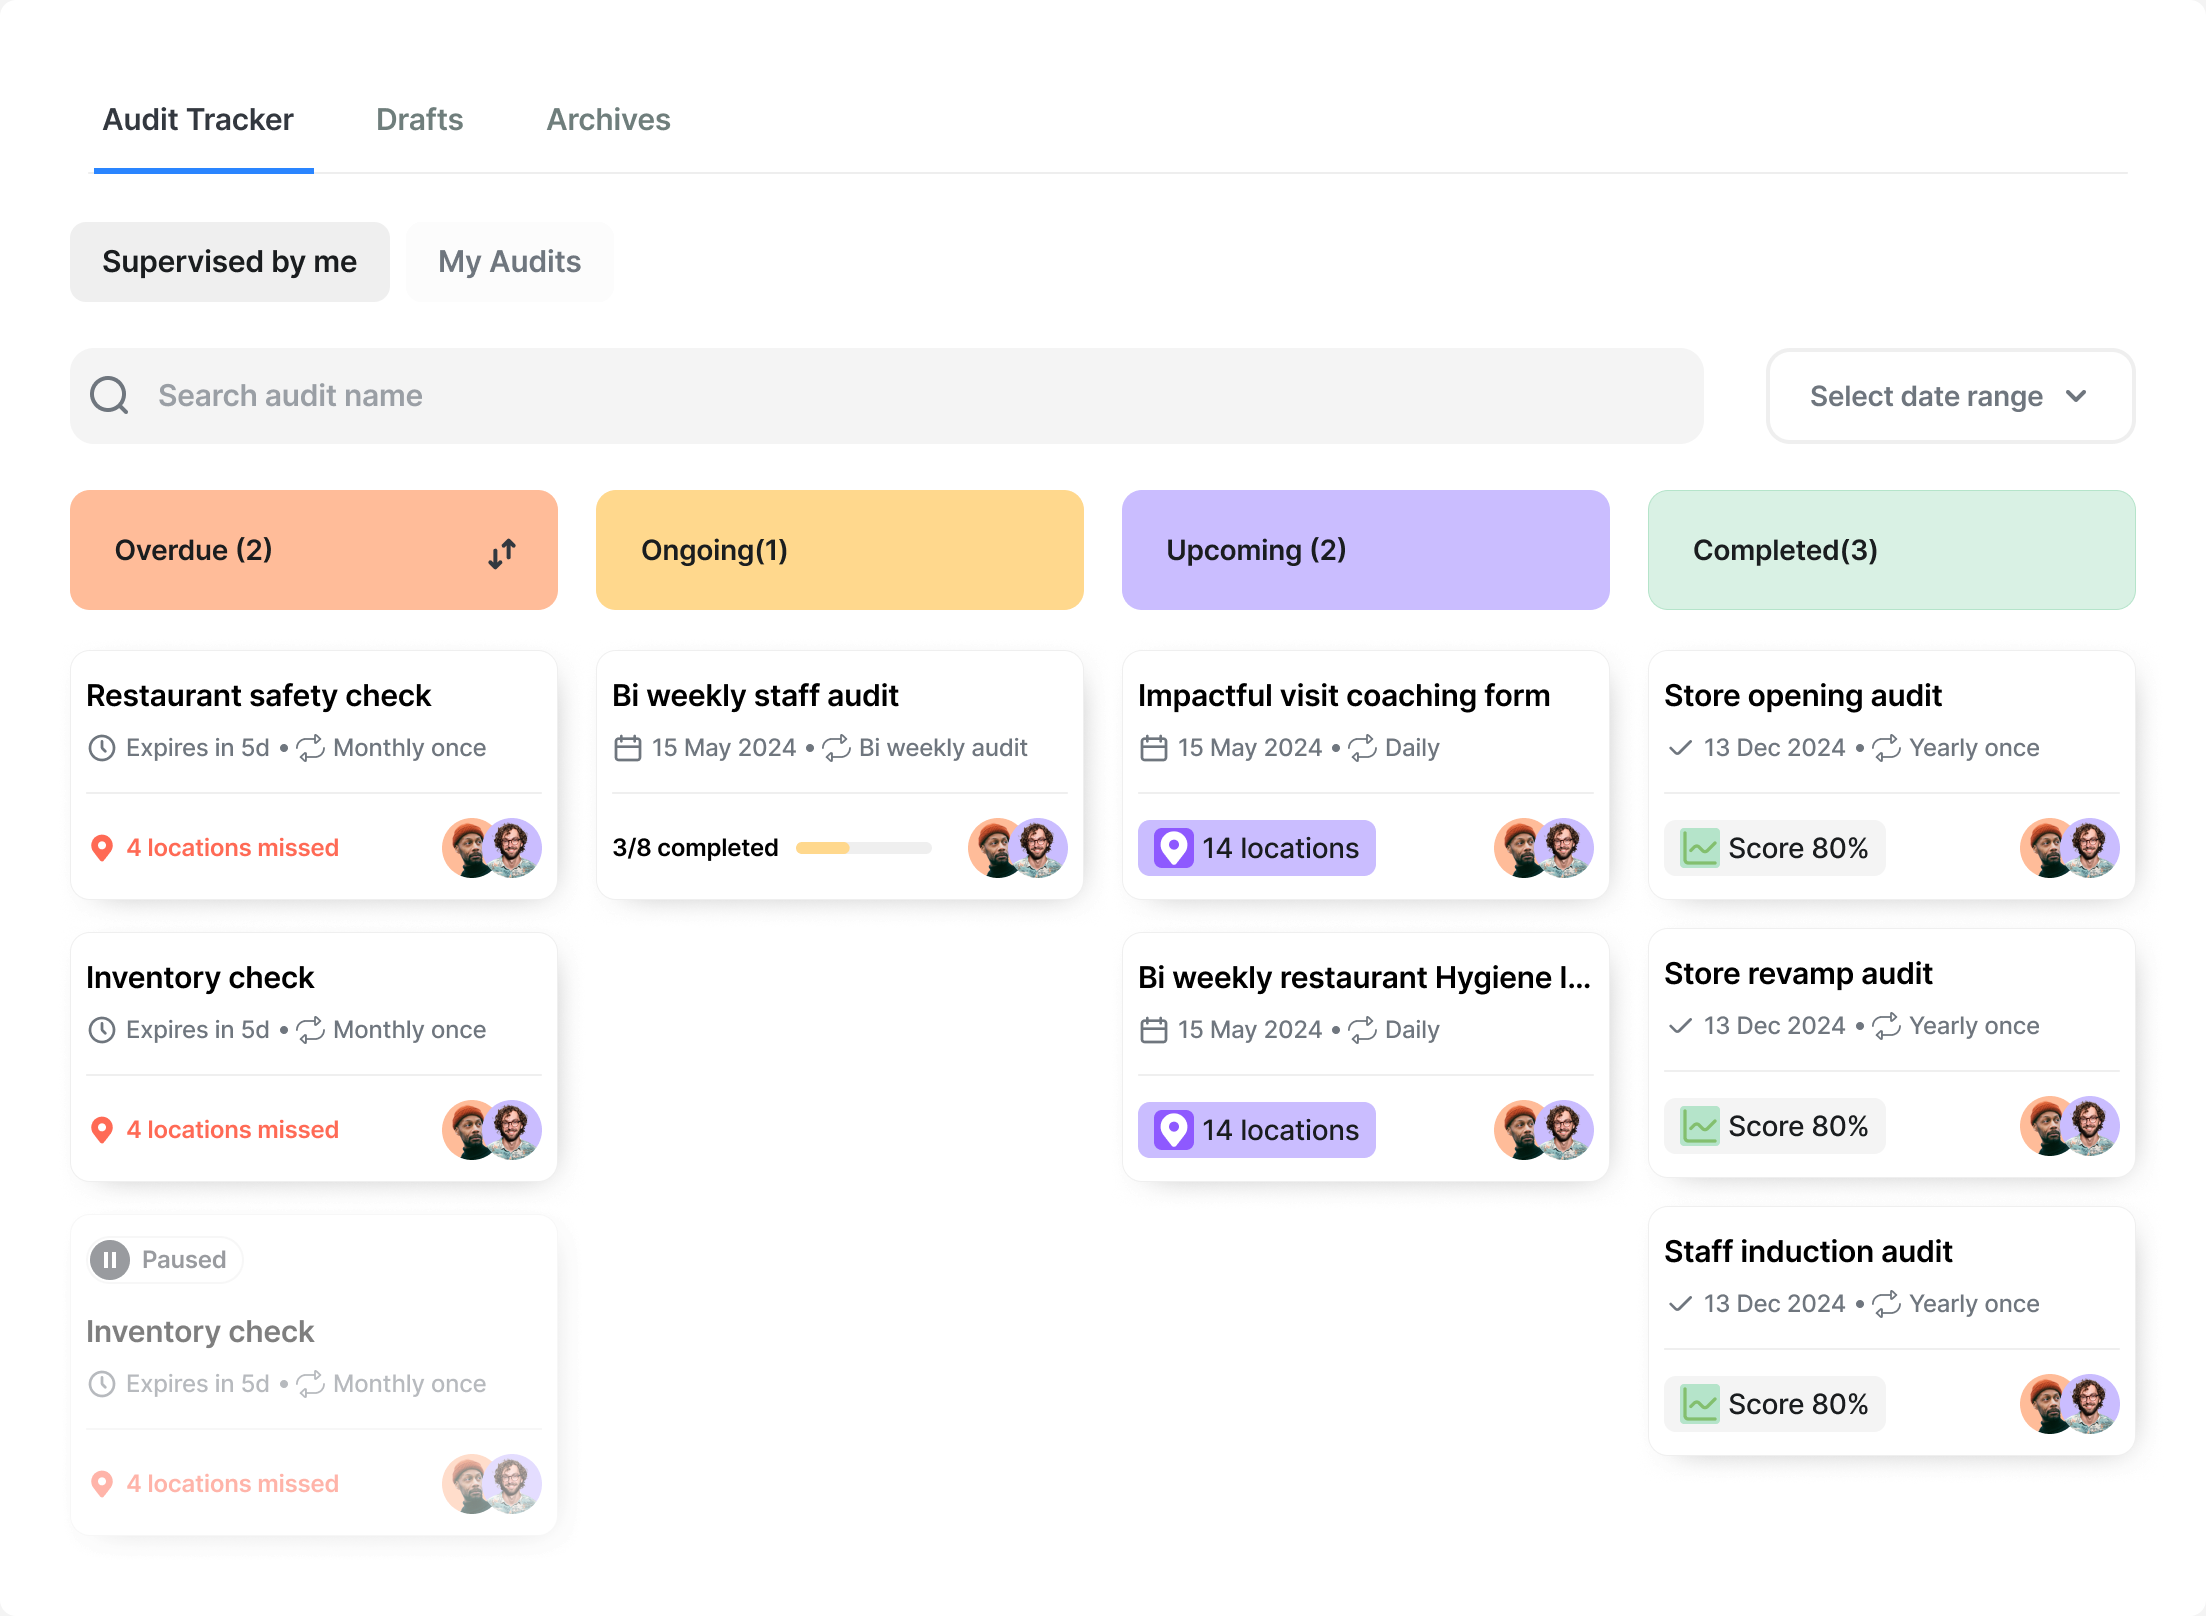 Audit Tracker
Drafts
Archives
Supervised by me
My Audits
Search audit name
Select date range
Overdue (2)
Restaurant safety check
Expires in 5d • Monthly once
4 locations missed
Inventory check
Expires in 5d • Monthly once
4 locations missed
Paused
Inventory check
Expires in 5d • Monthly once
4 locations missed
Ongoing(1)
Bi weekly staff audit
15 May 2024 • Bi weekly audit
3/8 completed
Upcoming (2)
Impactful visit coaching form
15 May 2024 • Daily
14 locations
Bi weekly restaurant Hygiene I...
15 May 2024 • Daily
14 locations
Completed(3)
Store opening audit
13 Dec 2024 • Yearly once
Score 80%
Store revamp audit
13 Dec 2024 • Yearly once
Score 80%
Staff induction audit
13 Dec 2024 • Yearly once
Score 80%